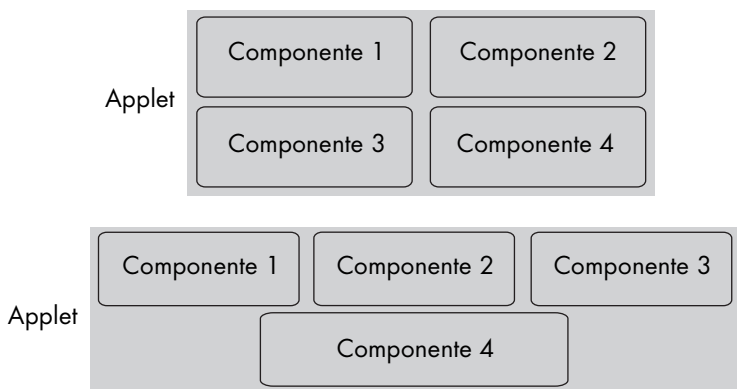 Componente 1 Componente 2
Applet
Componente 3 Componente 4
Componente 1 Componente 2 Componente 3
Applet
Componente 4